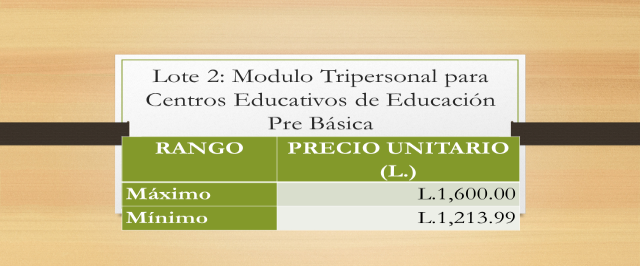 Lote 2: Modulo Tripersonal para
Centros Educativos de Educación
Pre Básica
RANGO PRECIO UNITARIO
(L.)
Máximo L.1,600.00
Mínimo L.1,213.99